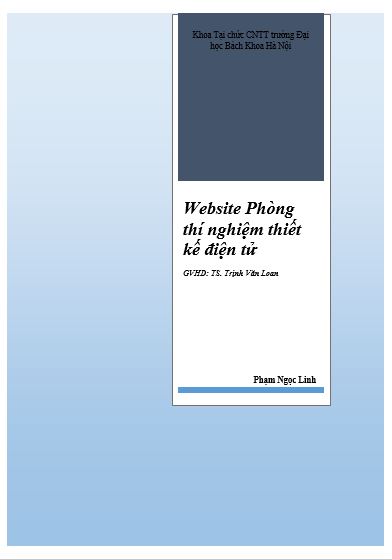 Khoa Tại chức CNTT trường Đại
học Bách Khoa Hà Nội
Website Phòng
thí nghiệm thiết
kế điện tử
GVHD: TS. Trịnh Văn Loan
Phạm Ngọc Linh